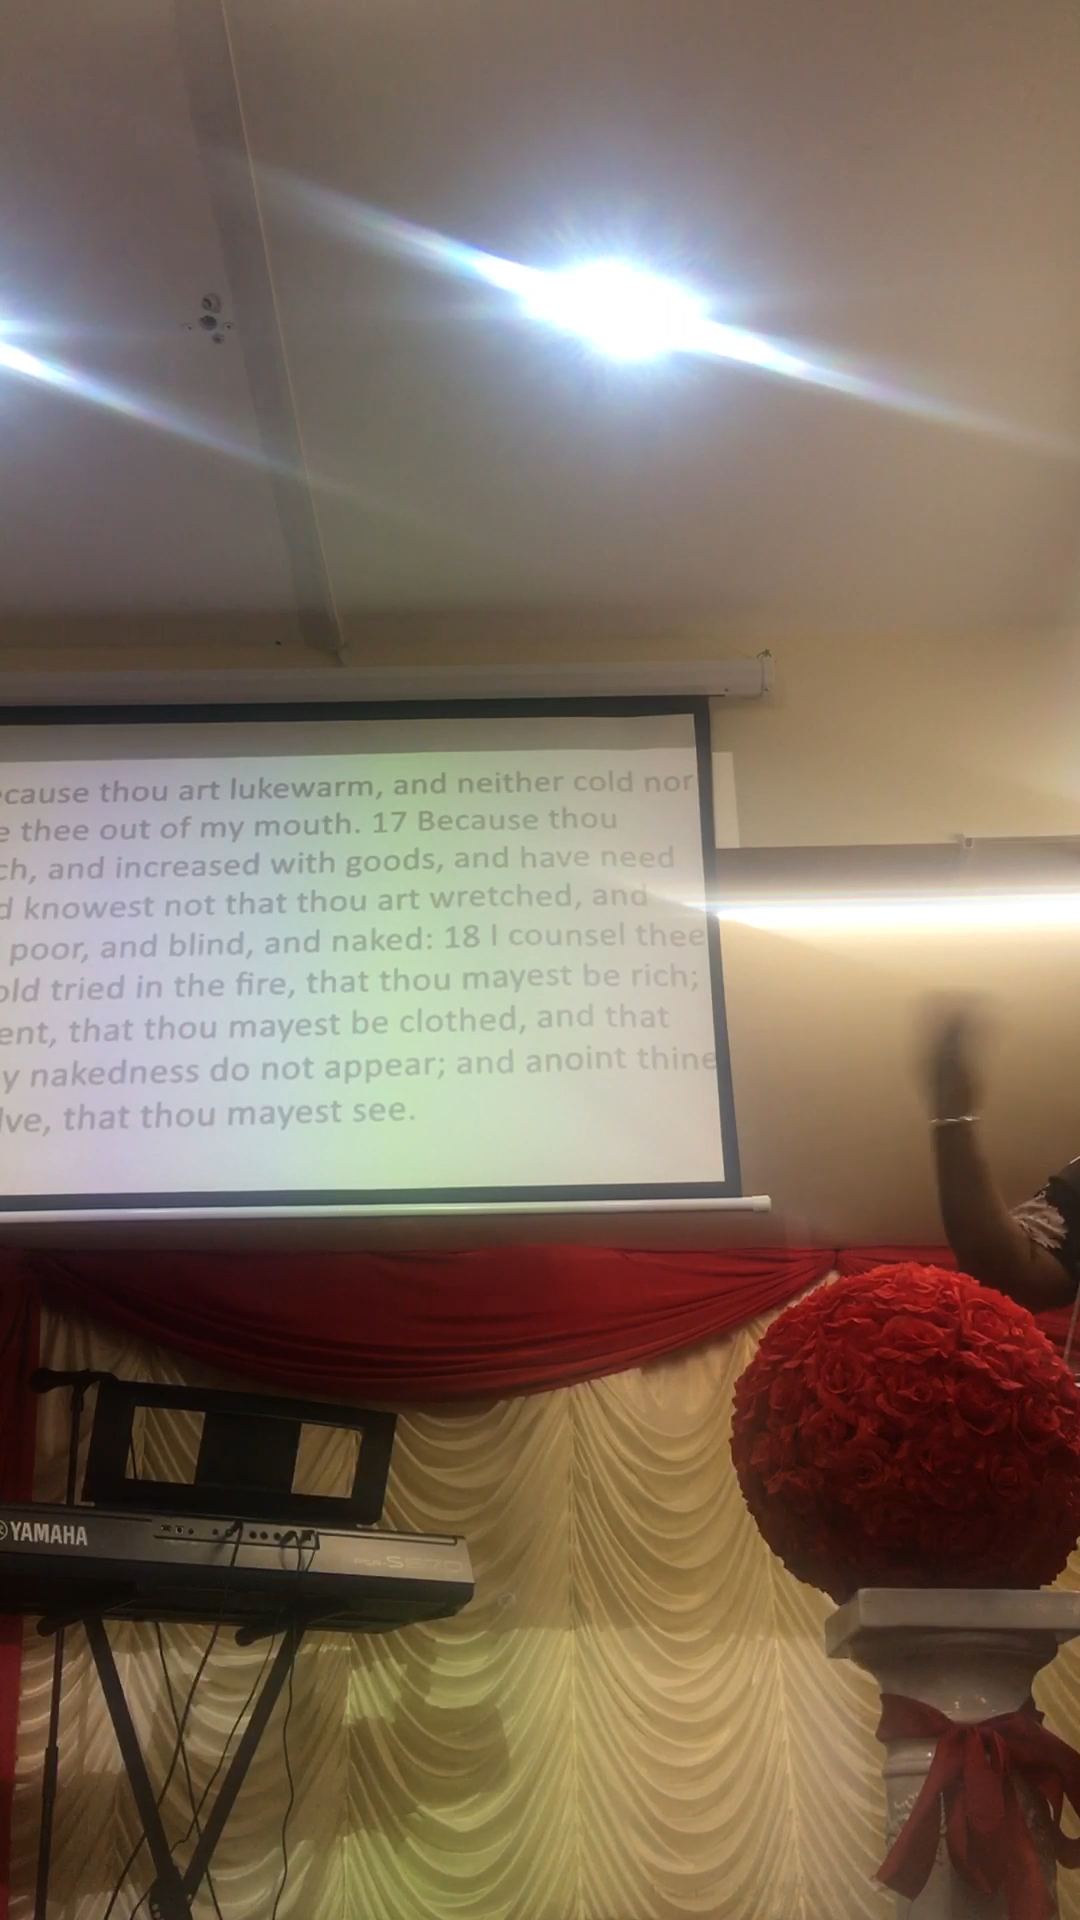 cause thou art lukewarm, and neither cold nor
e thee out of my mouth. 17 Because thou
ch, and increased with goods, and have need
d knowest not that thou art wretched, and
poor, and blind, and naked: 18 I counsel thee
old tried in the fire, that thou mayest be rich;
ent, that thou mayest be clothed, and that
y nakedness do not appear; and anoint thine
lve, that thou mayest see.
YAMAHA